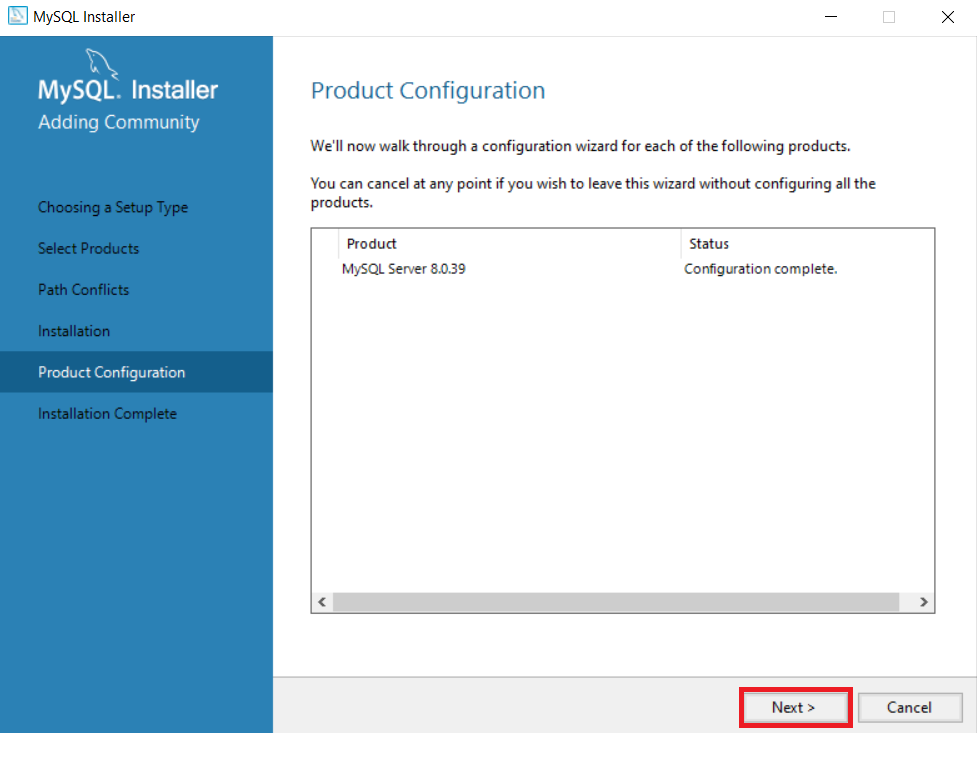 MySQL Installer
MySQL. Installer
Adding Community
Choosing a Setup Type
Select Products
Path Conflicts
Installation
Product Configuration
Installation Complete
Product Configuration
We'll now walk through a configuration wizard for each of the following products.
You can cancel at any point if you wish to leave this wizard without configuring all the
products.
Product Status
MySQL Server 8.0.39 Configuration complete.
Next > Cancel